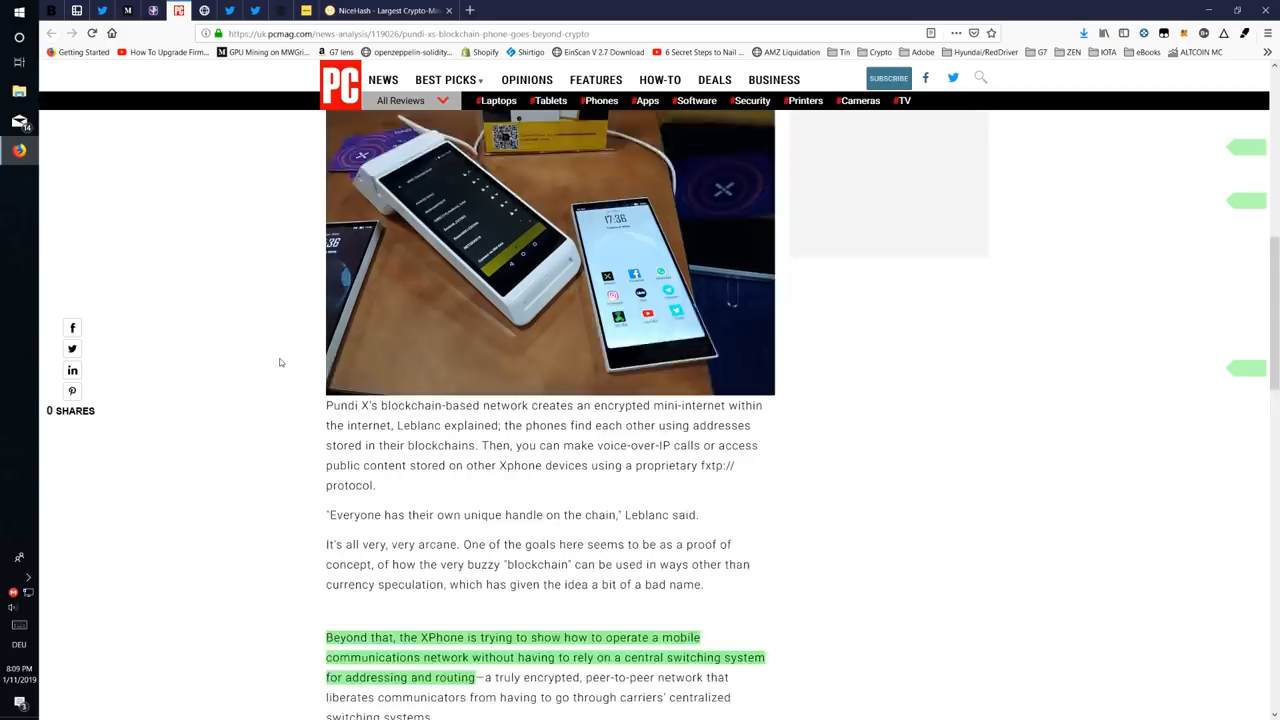 NiceHash - Largest Crypto-Min
https://uk.pcmag.com/news-analysis/119026/pundi-xs-blockchain-phone-goes-beyond-crypto
Getting Started How To Upgrade Firm... GPU Mining on MWGri... G7 lens openzeppelin-solidity... Shopify Shirtigo EinScan V 2.7 Download 6 Secret Steps to Nail ... AMZ Liquidation Tin Crypto Adobe Hyundai/RedDriver G7 ZEN KITA eBooks ALTCOIN MC
PC NEWS BEST PICKS OPINIONS FEATURES HOW-TO DEALS BUSINESS SUBSCRIBE
All Reviews #Laptops #Tablets #Phones #Apps #Software #Security #Printers #Cameras #TV
14
17:36
0 SHARES
Pundi X's blockchain-based network creates an encrypted mini-internet within
the internet, Leblanc explained; the phones find each other using addresses
stored in their blockchains. Then, you can make voice-over-IP calls or access
public content stored on other Xphone devices using a proprietary fxtp://
protocol.
"Everyone has their own unique handle on the chain," Leblanc said.
It's all very, very arcane. One of the goals here seems to be as a proof of
concept, of how the very buzzy "blockchain" can be used in ways other than
currency speculation, which has given the idea a bit of a bad name.
Beyond that, the XPhone is trying to show how to operate a mobile
communications network without having to rely on a central switching system
for addressing and routing—a truly encrypted, peer-to-peer network that
liberates communicators from having to go through carriers' centralized
switching systems.
DEU
8:09 PM
1/11/2019
3